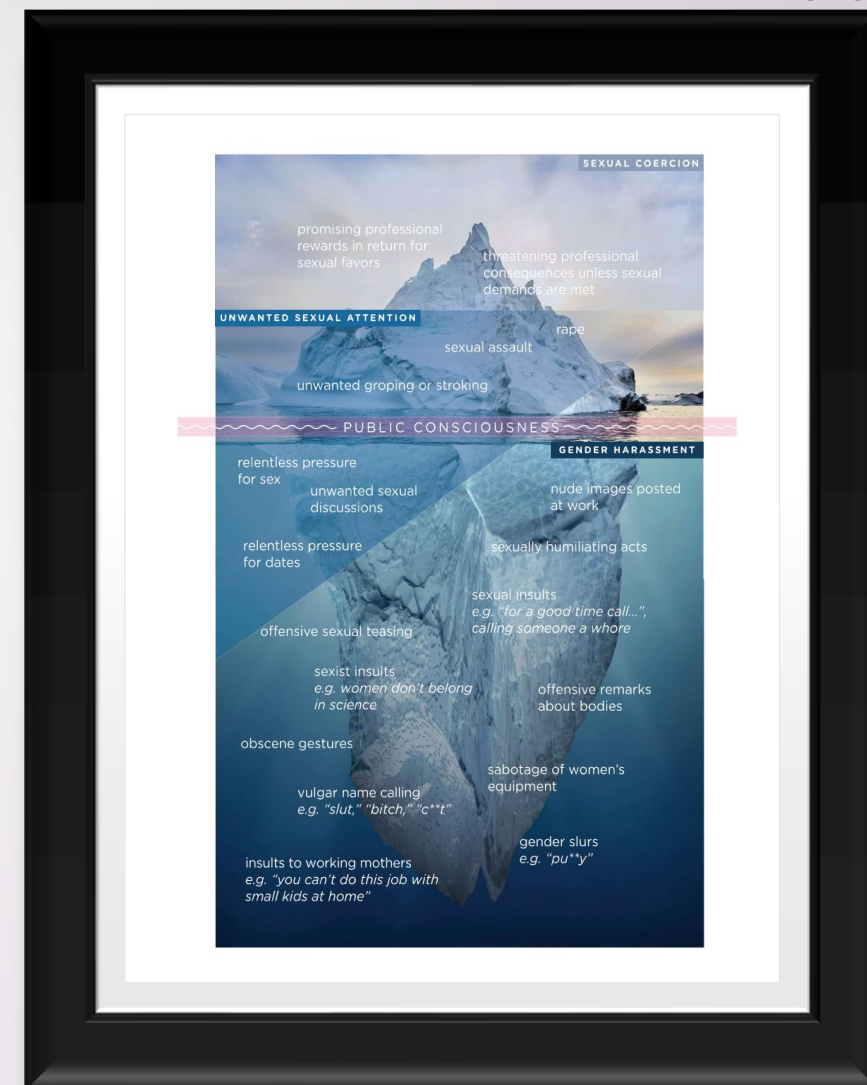 SEXUAL COERCION
promising professional
rewards in return for
sexual favors
threatening professional
consequences unless sexual
demands are met
UNWANTED SEXUAL ATTENTION
rape
sexual assault
unwanted groping or stroking
PUBLIC CONSCIOUSNESS
GENDER HARASSMENT
relentless pressure
for sex
unwanted sexual
discussions
nude images posted
at work
relentless pressure
for dates
sexually humiliating acts
sexual insults
e.g. “for a good time call...”,
calling someone a whore
offensive sexual teasing
sexist insults
e.g. women don’t belong
in science
offensive remarks
about bodies
obscene gestures
sabotage of women’s
equipment
vulgar name calling
e.g. “slut,” “bitch,” “c**t”
gender slurs
e.g. “pu**y”
insults to working mothers
e.g. “you can’t do this job with
small kids at home”